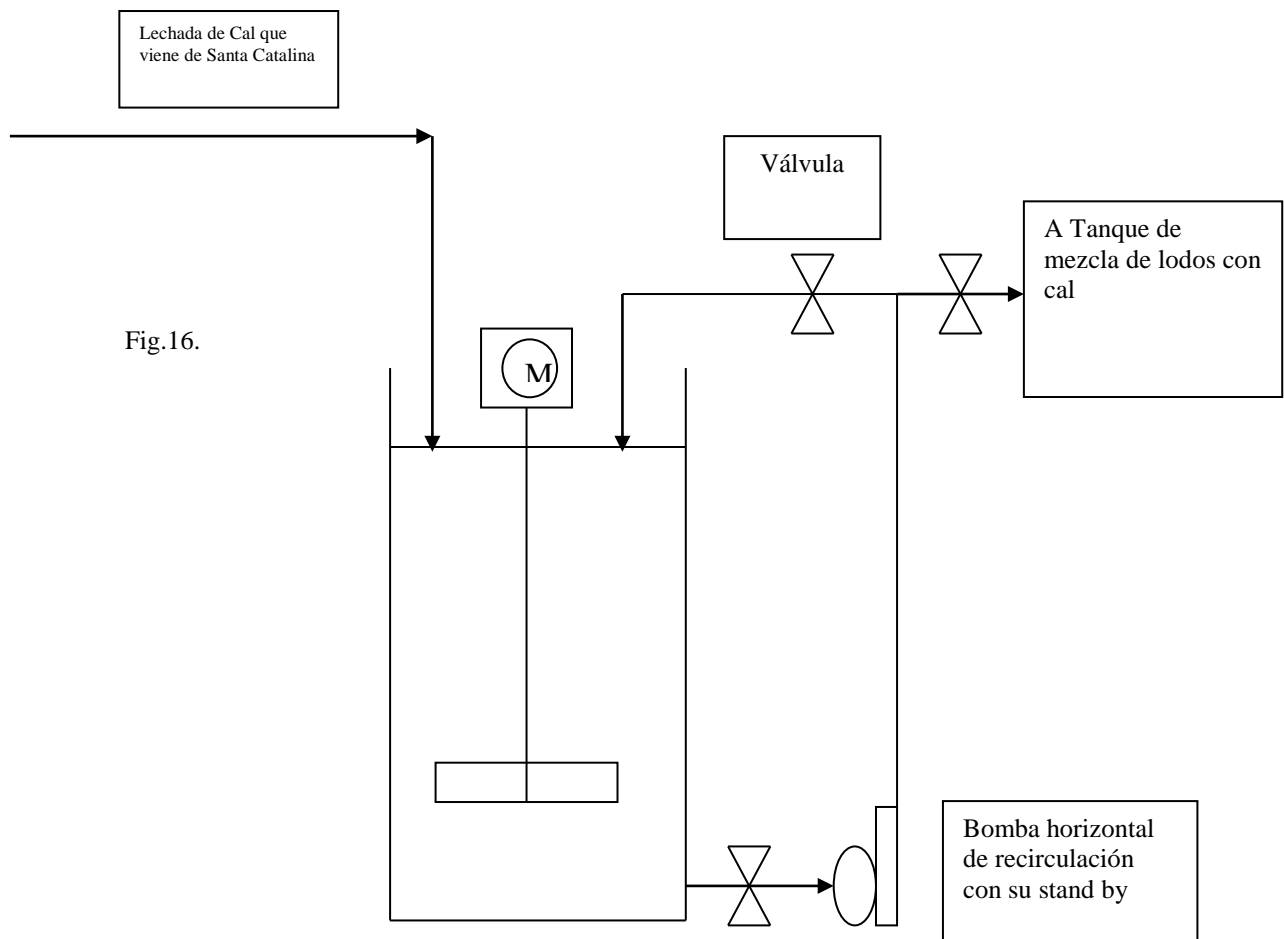 Lechada de Cal que
viene de Santa Catalina
Válvula
A Tanque de
mezcla de lodos con
cal
Fig.16.
M
Bomba horizontal
de recirculación
con su stand by